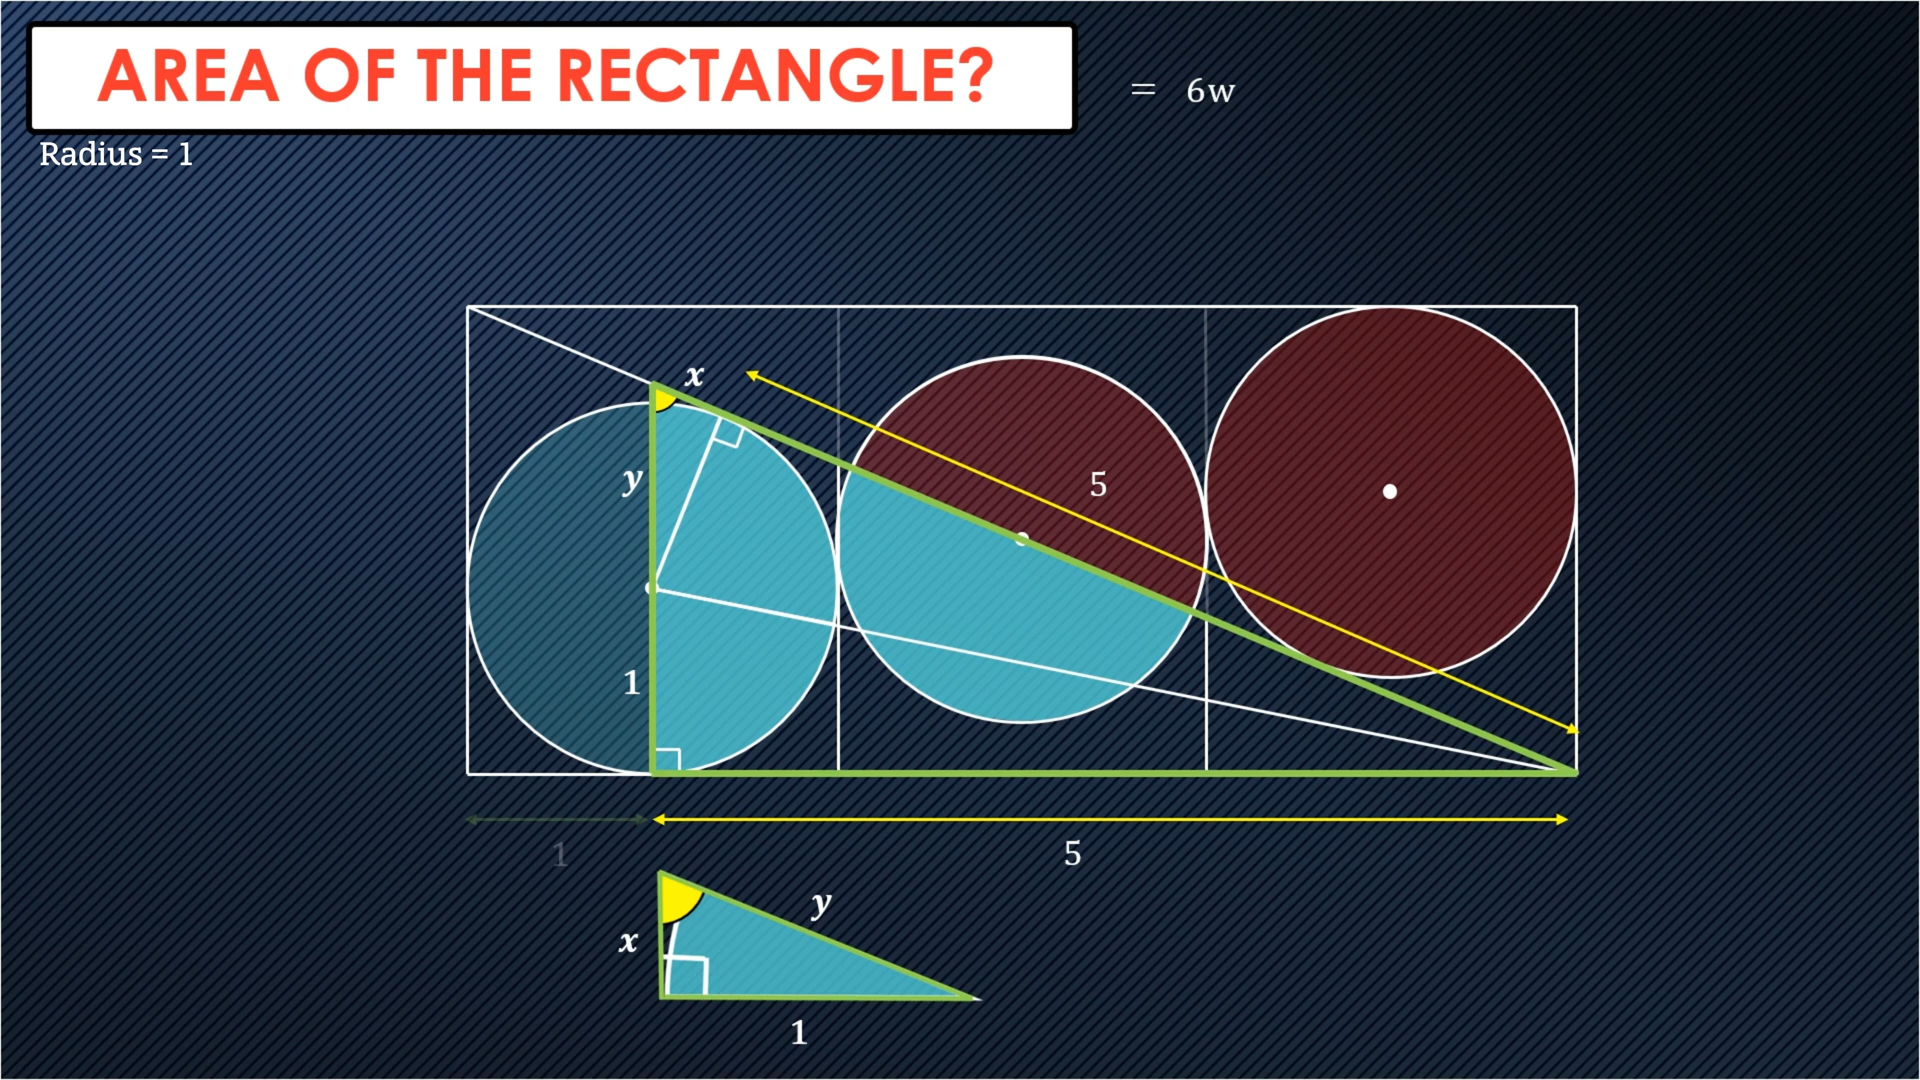 AREA OF THE RECTANGLE?
= 6w
Radius = 1
x
y
5
1
1
5
y
x
1